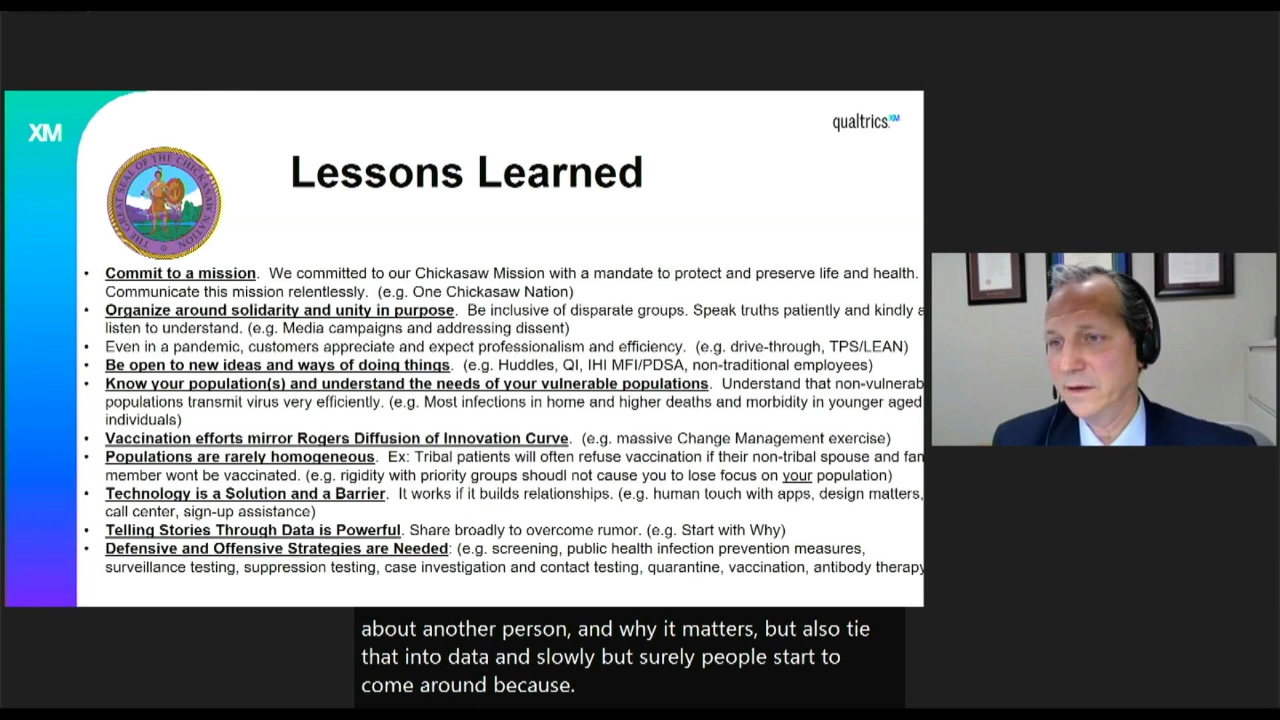 XM
qualtrics.XM
THE GREAT SEAL OF THE CHICKASAW NATION
Lessons Learned
• Commit to a mission. We committed to our Chickasaw Mission with a mandate to protect and preserve life and health.
Communicate this mission relentlessly. (e.g. One Chickasaw Nation)
• Organize around solidarity and unity in purpose. Be inclusive of disparate groups. Speak truths patiently and kindly a
listen to understand. (e.g. Media campaigns and addressing dissent)
• Even in a pandemic, customers appreciate and expect professionalism and efficiency. (e.g. drive-through, TPS/LEAN)
• Be open to new ideas and ways of doing things. (e.g. Huddles, QI, IHI MFI/PDSA, non-traditional employees)
• Know your population(s) and understand the needs of your vulnerable populations. Understand that non-vulnerab
populations transmit virus very efficiently. (e.g. Most infections in home and higher deaths and morbidity in younger aged
individuals)
• Vaccination efforts mirror Rogers Diffusion of Innovation Curve. (e.g. massive Change Management exercise)
• Populations are rarely homogeneous. Ex: Tribal patients will often refuse vaccination if their non-tribal spouse and fam
member wont be vaccinated. (e.g. rigidity with priority groups shoudl not cause you to lose focus on your population)
• Technology is a Solution and a Barrier. It works if it builds relationships. (e.g. human touch with apps, design matters,
call center, sign-up assistance)
• Telling Stories Through Data is Powerful. Share broadly to overcome rumor. (e.g. Start with Why)
• Defensive and Offensive Strategies are Needed: (e.g. screening, public health infection prevention measures,
surveillance testing, suppression testing, case investigation and contact testing, quarantine, vaccination, antibody therapy
about another person, and why it matters, but also tie
that into data and slowly but surely people start to
come around because.